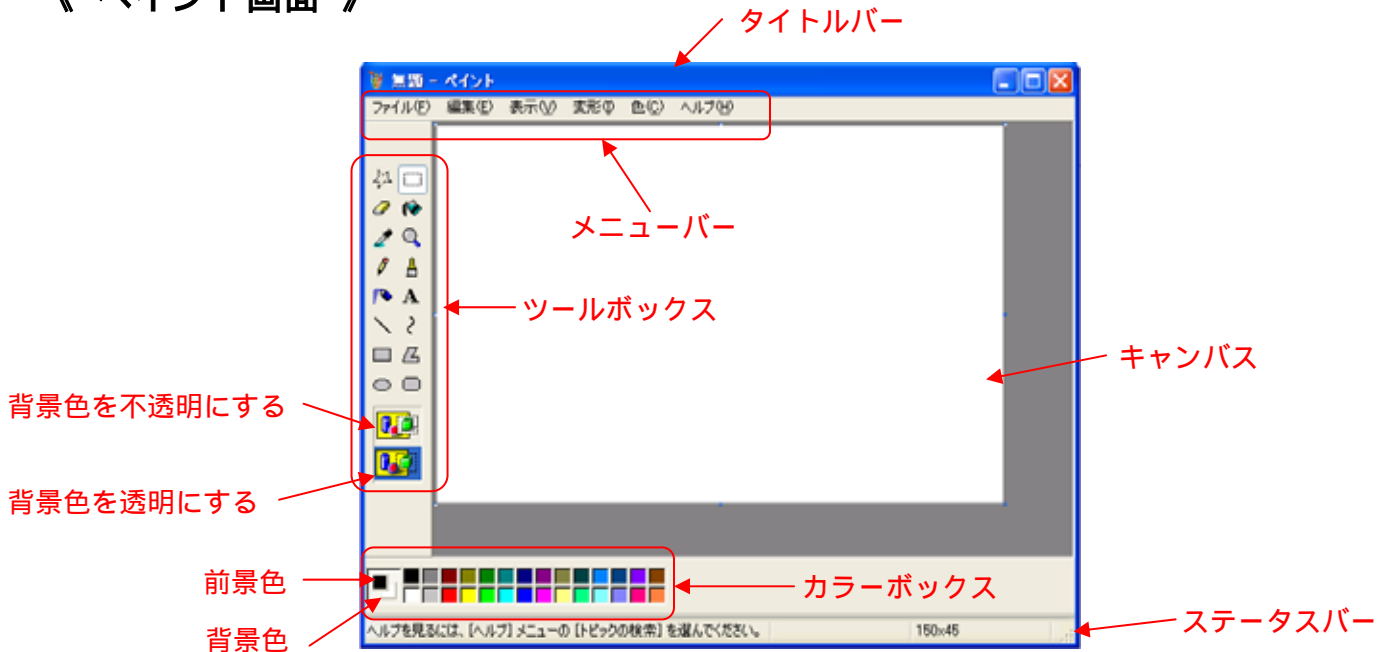 《 ペイント画面 》
タイトルバー
無題 - ペイント
ファイル(F) 編集(E) 表示(V) 変形(I) 色(C) ヘルプ(H)
メニューバー
A
ツールボックス
キャンバス
背景色を不透明にする
背景色を透明にする
前景色
カラーボックス
背景色
ヘルプを見るには、[ヘルプ] メニューの [トピックの検索] を選んでください。 150x45
ステータスバー